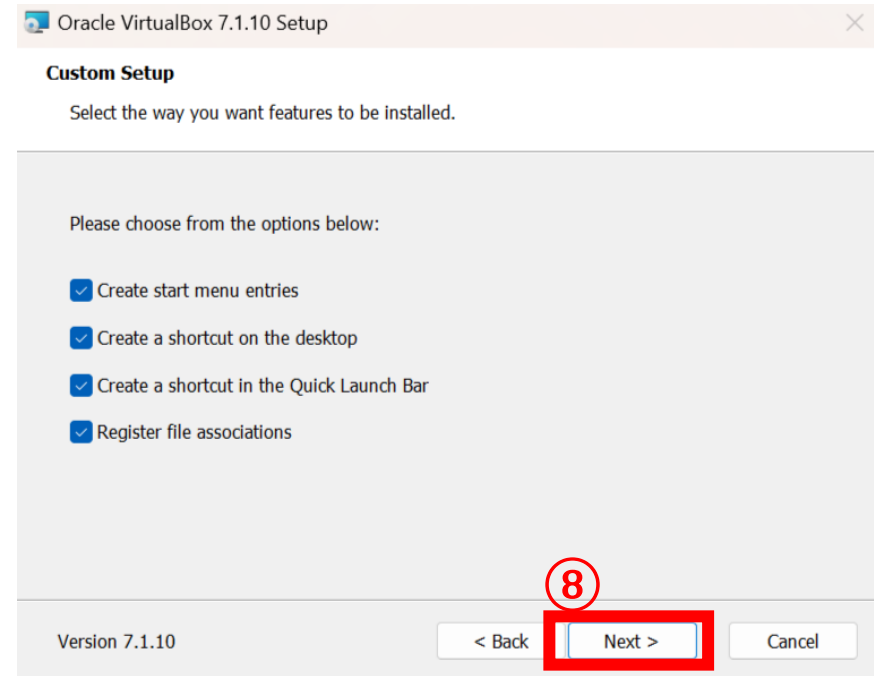 Oracle VirtualBox 7.1.10 Setup
Custom Setup
Select the way you want features to be installed.
Please choose from the options below:
Create start menu entries
Create a shortcut on the desktop
Create a shortcut in the Quick Launch Bar
Register file associations
⑧
Version 7.1.10
< Back
Next >
Cancel